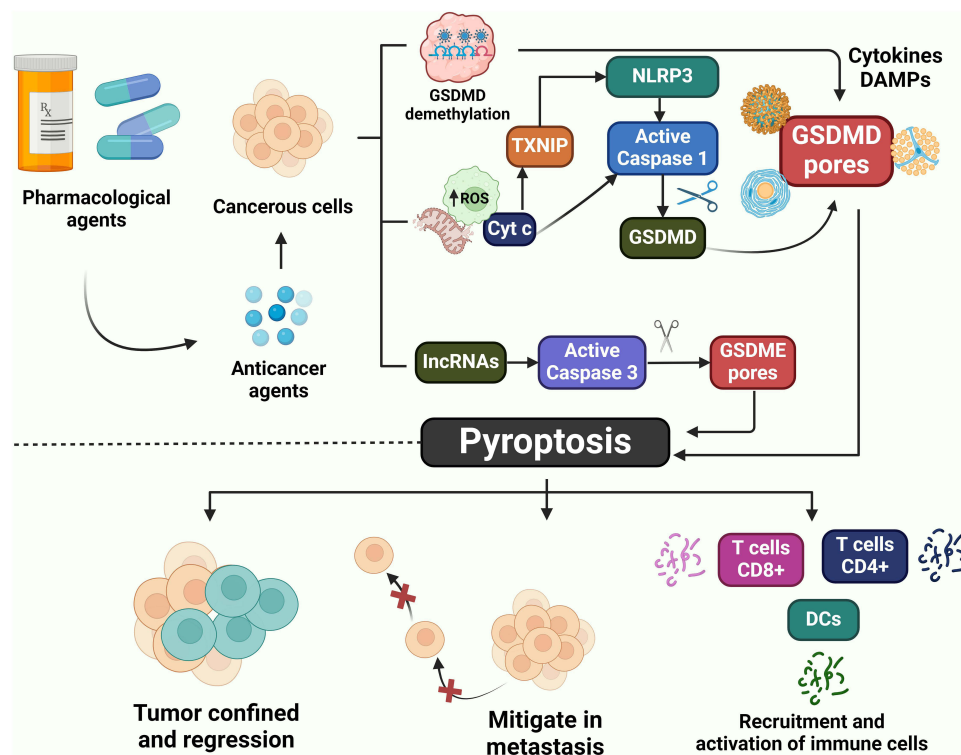 Rx
Pharmacological
agents
Cancerous cells
Anticancer
agents
GSDMD
demethylation
NLRP3
TXNIP
Active
Caspase 1
ROS
Cyt c
GSDMD
Cytokines
DAMPs
GSDMD
pores
lncRNAs
Active
Caspase 3
GSDME
pores
Pyroptosis
Tumor confined
and regression
Mitigate in
metastasis
T cells
CD8+
T cells
CD4+
DCs
Recruitment and
activation of immune cells